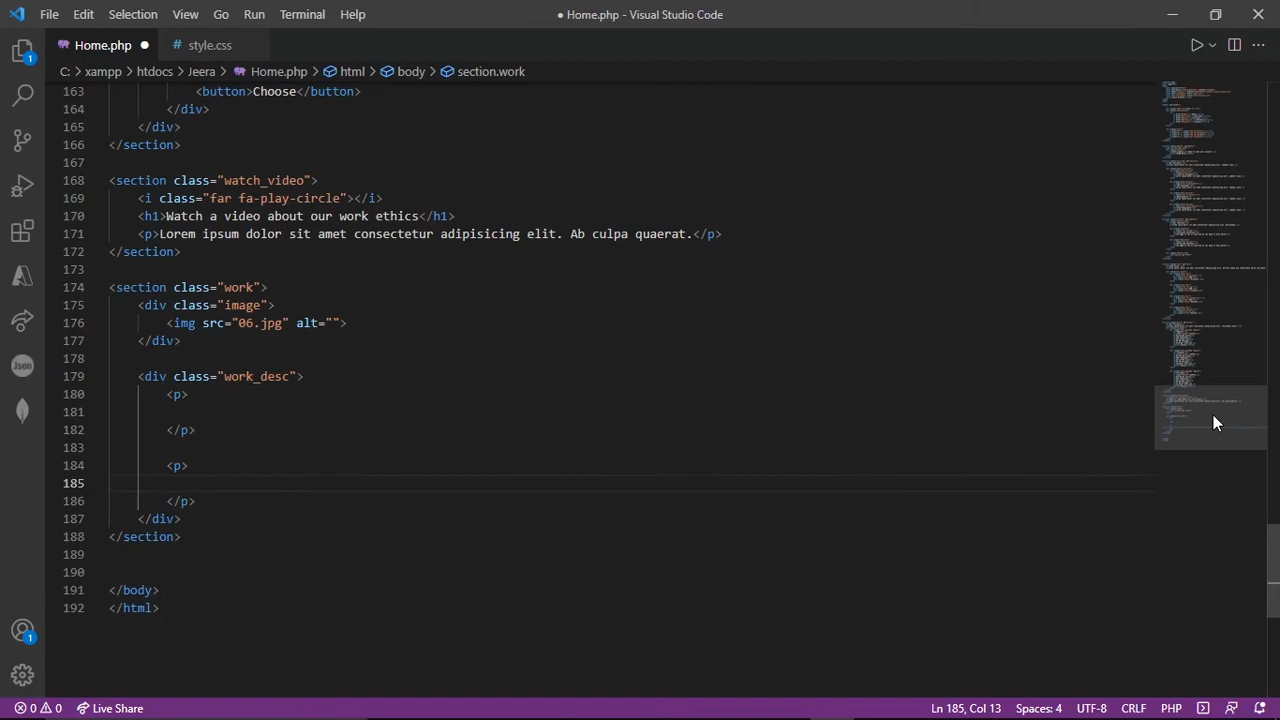 File Edit Selection View Go Run Terminal Help
● Home.php - Visual Studio Code
Home.php style.css
C: > xampp > htdocs > Jeera > Home.php > html > body > section.work
163 <button>Choose</button>
164 </div>
165 </div>
166 </section>
167
168 <section class="watch_video">
169 <i class="far fa-play-circle"></i>
170 <h1>Watch a video about our work ethics</h1>
171 <p>Lorem ipsum dolor sit amet consectetur adipisicing elit. Ab culpa quaerat.</p>
172 </section>
173
174 <section class="work">
175 <div class="image">
176 <img src="06.jpg" alt="">
177 </div>
178
179 <div class="work_desc">
180 <p>
181
182 </p>
183
184 <p>
185
186 </p>
187 </div>
188 </section>
189
190
191 </body>
192 </html>
1
Json
1
0 0 Live Share
Ln 185, Col 13 Spaces: 4 UTF-8 CRLF PHP